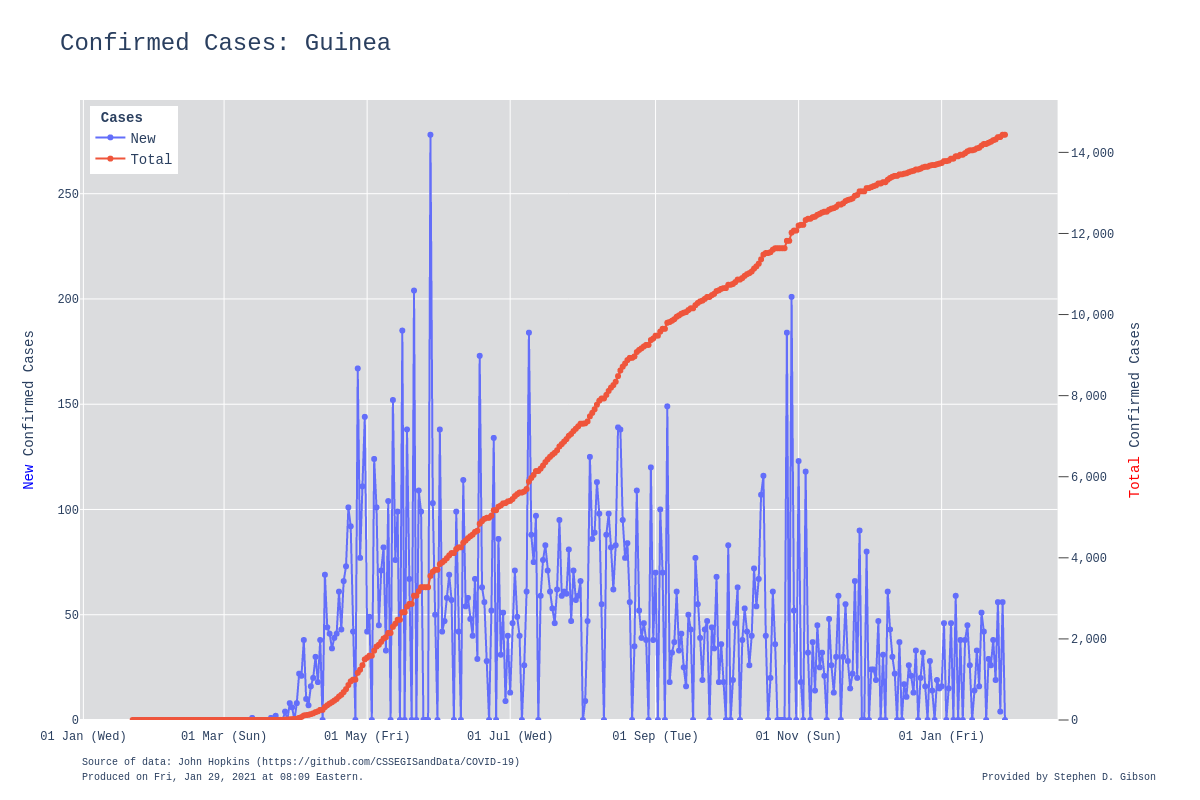 Confirmed Cases: Guinea
Cases
New
Total
250
200
150
100
50
0
14,000
12,000
10,000
8,000
6,000
4,000
2,000
0
New Confirmed Cases
Total Confirmed Cases
01 Jan (Wed)
01 Mar (Sun)
01 May (Fri)
01 Jul (Wed)
01 Sep (Tue)
01 Nov (Sun)
01 Jan (Fri)
Source of data: John Hopkins (https://github.com/CSSEGISandData/COVID-19)
Produced on Fri, Jan 29, 2021 at 08:09 Eastern.
Provided by Stephen D. Gibson